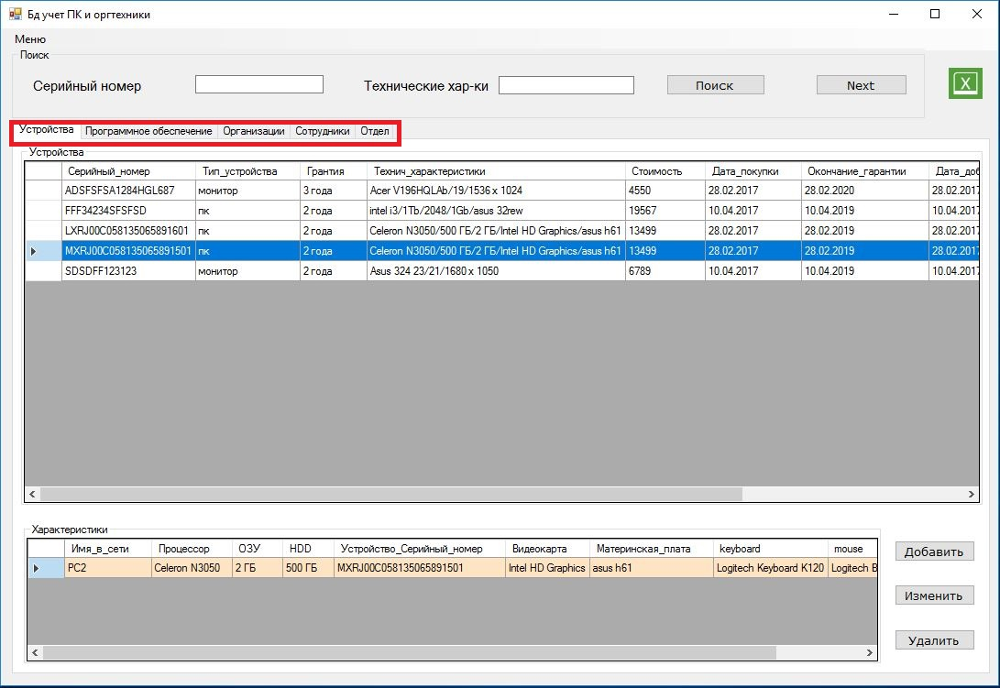 Бд учет ПК и оргтехники
Меню
Поиск
Серийный номер Технические хар-ки Поиск Next X
Устройства Программное обеспечение Организации Сотрудники Отдел
Устройства
Серийный_номер Тип_устройства Грантия Технич_характеристики Стоимость Дата_покупки Окончание_гарантии Дата_доб
ADSFSFSA1284HGL687 монитор 3 года Acer V196HQLAb/19/1536 x 1024 4550 28.02.2017 28.02.2020 28.02.2017
FFF34234SFSFSD пк 2 года intel i3/1Tb/2048/1Gb/asus 32rew 19567 10.04.2017 10.04.2019 10.04.2017
LXRJ00C058135065891601 пк 2 года Celeron N3050/500 ГБ/2 ГБ/Intel HD Graphics/asus h61 13499 28.02.2017 28.02.2019 28.02.2017
MXRJ00C058135065891501 пк 2 года Celeron N3050/500 ГБ/2 ГБ/Intel HD Graphics/asus h61 13499 28.02.2017 28.02.2019 28.02.2017
SDSDFF123123 монитор 2 года Asus 324 23/21/1680 x 1050 6789 10.04.2017 10.04.2019 10.04.2017
Характеристики
Имя_в_сети Процессор ОЗУ HDD Устройство_Серийный_номер Видеокарта Материнская_плата keyboard mouse
PC2 Celeron N3050 2 ГБ 500 ГБ MXRJ00C058135065891501 Intel HD Graphics asus h61 Logitech Keyboard K120 Logitech B
Добавить
Изменить
Удалить